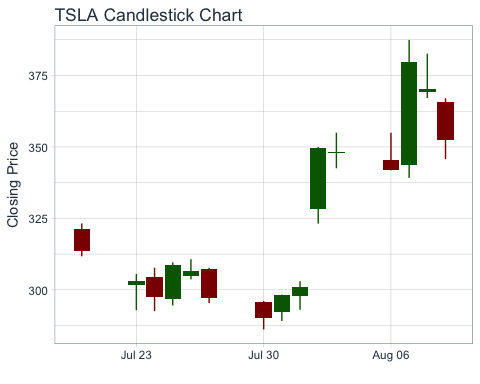 TSLA Candlestick Chart
Closing Price
375
350
325
300
Jul 23
Jul 30
Aug 06